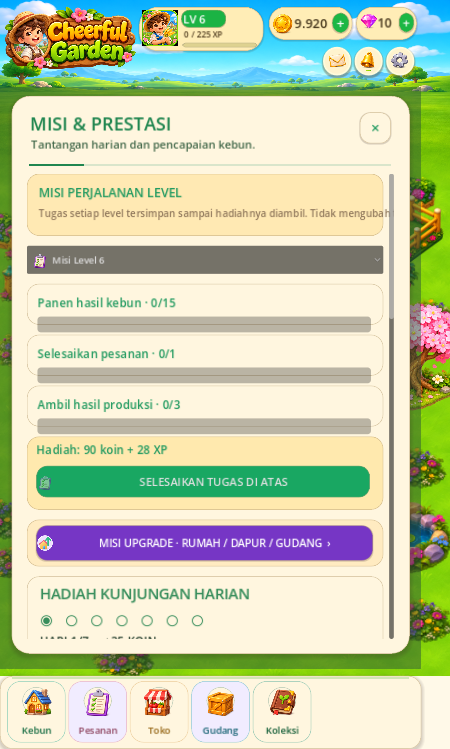 Cheerful
Garden
LV 6
0 / 225 XP
9.920
+
10
+
MISI & PRESTASI
Tantangan harian dan pencapaian kebun.
×
MISI PERJALANAN LEVEL
Tugas setiap level tersimpan sampai hadiahnya diambil. Tidak mengubah
Misi Level 6
Panen hasil kebun · 0/15
Selesaikan pesanan · 0/1
Ambil hasil produksi · 0/3
Hadiah: 90 koin + 28 XP
SELESAIKAN TUGAS DI ATAS
MISI UPGRADE · RUMAH / DAPUR / GUDANG ›
HADIAH KUNJUNGAN HARIAN
Kebun
Pesanan
Toko
Gudang
Koleksi